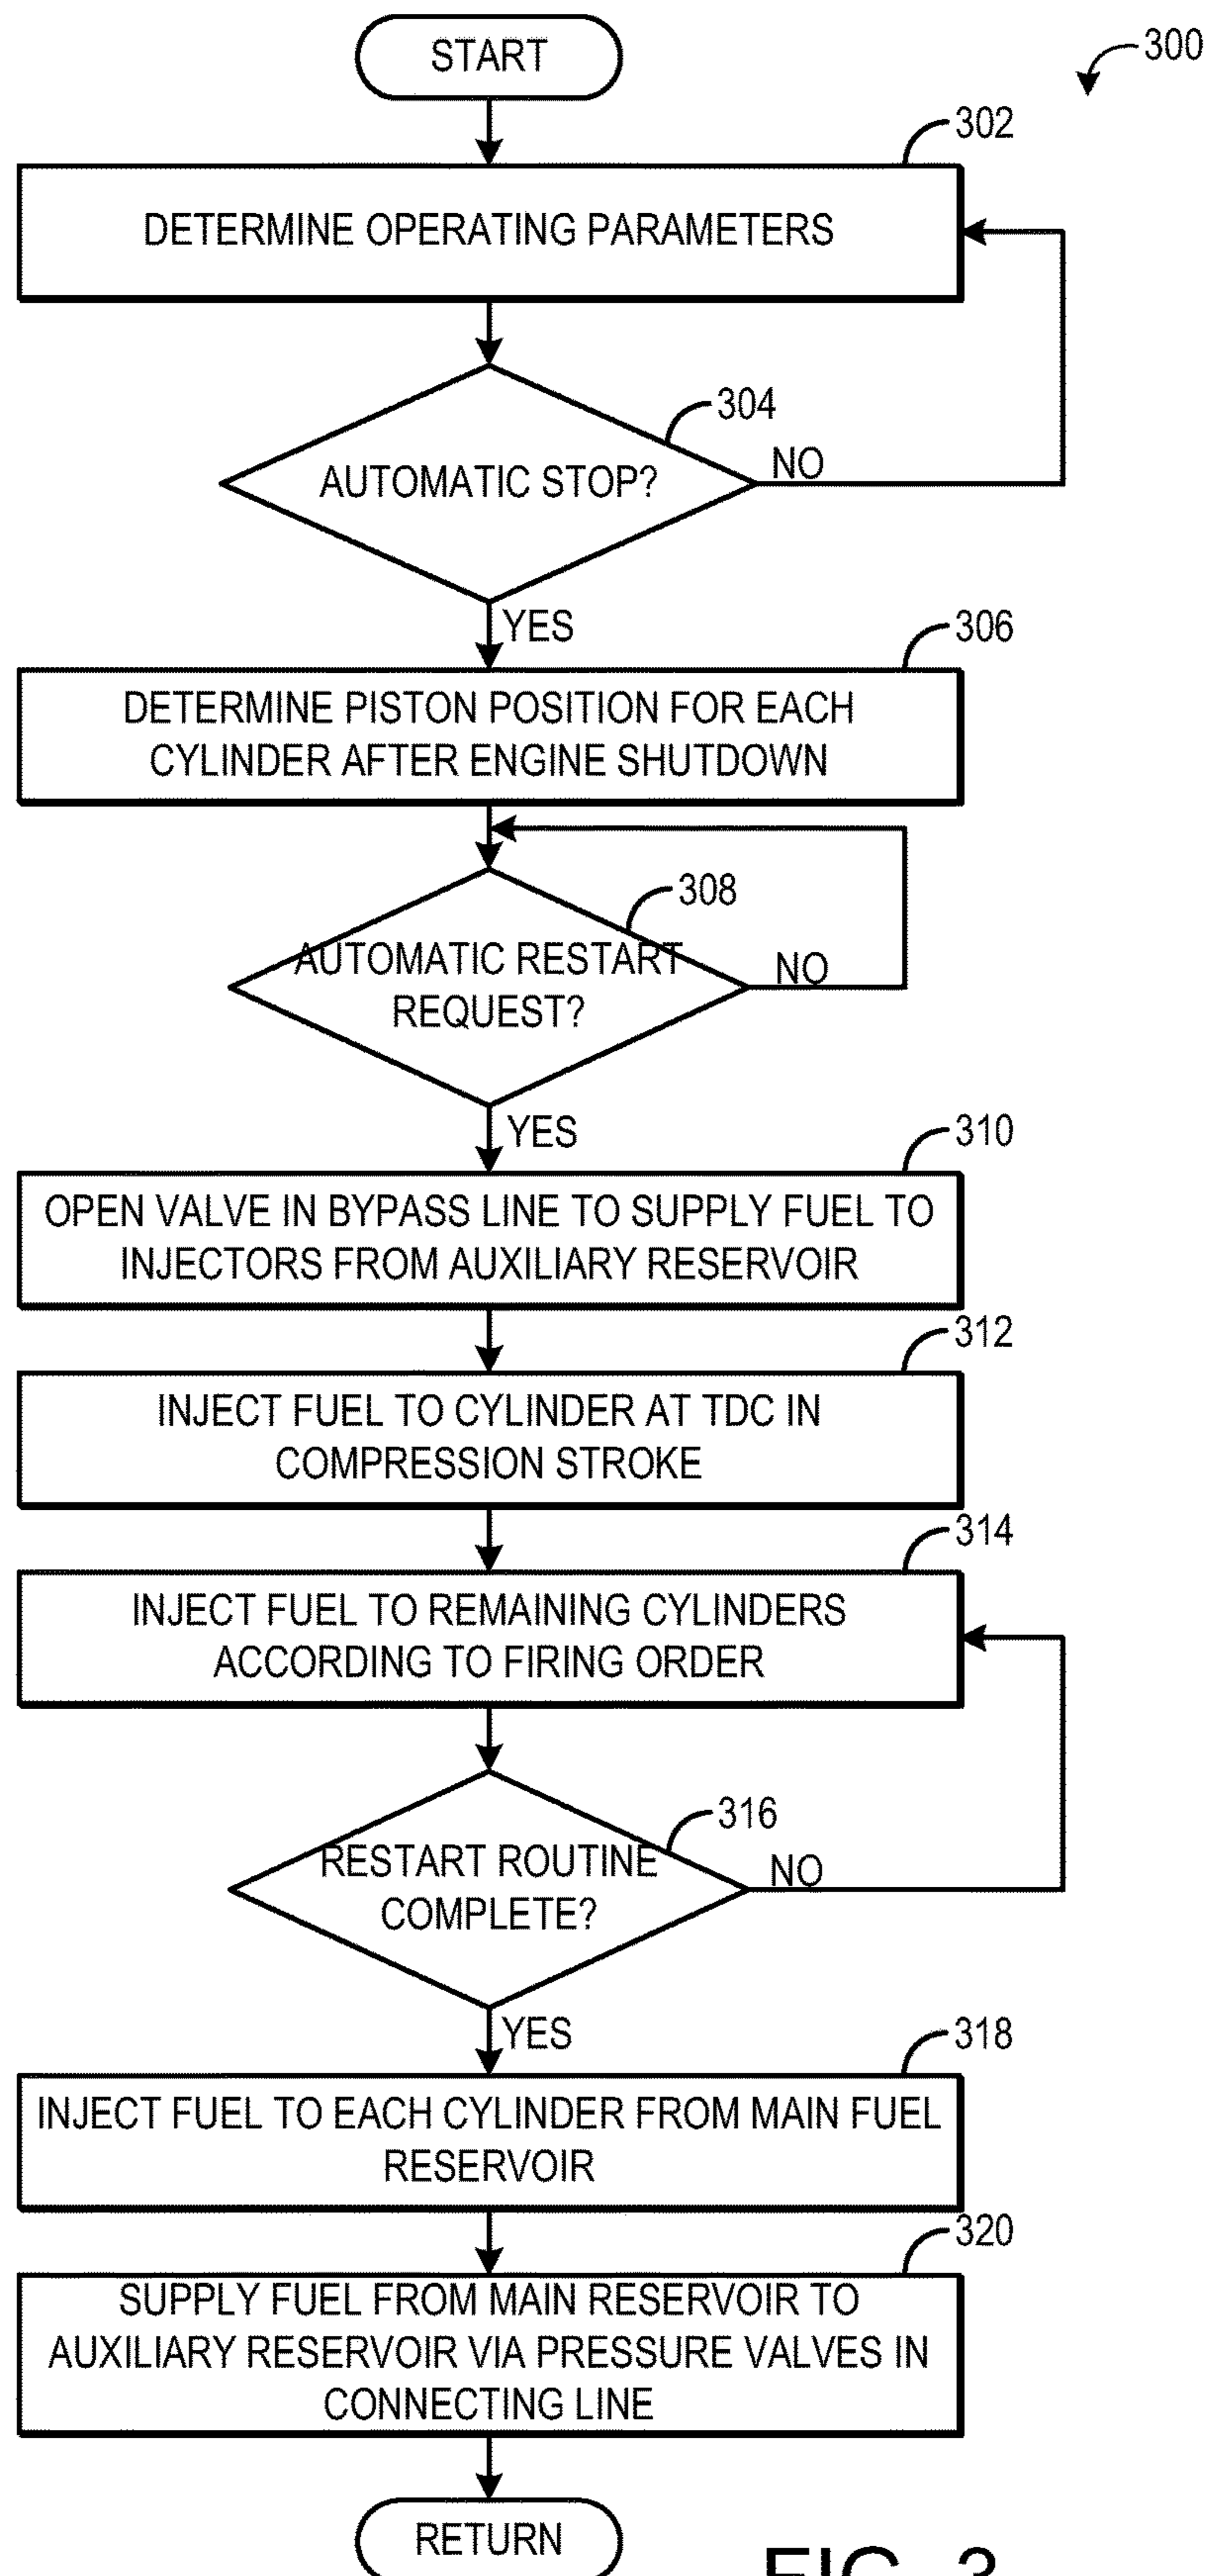 START
300
302
DETERMINE OPERATING PARAMETERS
304
AUTOMATIC STOP?
NO
YES
306
DETERMINE PISTON POSITION FOR EACH
CYLINDER AFTER ENGINE SHUTDOWN
308
AUTOMATIC RESTART
REQUEST?
NO
YES
310
OPEN VALVE IN BYPASS LINE TO SUPPLY FUEL TO
INJECTORS FROM AUXILIARY RESERVOIR
312
INJECT FUEL TO CYLINDER AT TDC IN
COMPRESSION STROKE
314
INJECT FUEL TO REMAINING CYLINDERS
ACCORDING TO FIRING ORDER
316
RESTART ROUTINE
COMPLETE?
NO
YES
318
INJECT FUEL TO EACH CYLINDER FROM MAIN FUEL
RESERVOIR
320
SUPPLY FUEL FROM MAIN RESERVOIR TO
AUXILIARY RESERVOIR VIA PRESSURE VALVES IN
CONNECTING LINE
RETURN
FIG. 3